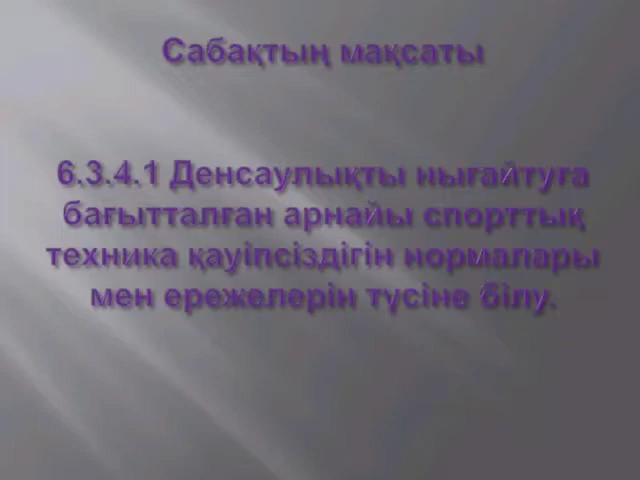 Сабақтың мақсаты
6.3.4.1 Денсаулықты нығайтуға
бағытталған арнайы спорттық
техника қауіпсіздігін нормалары
мен ережелерін түсіне білу.